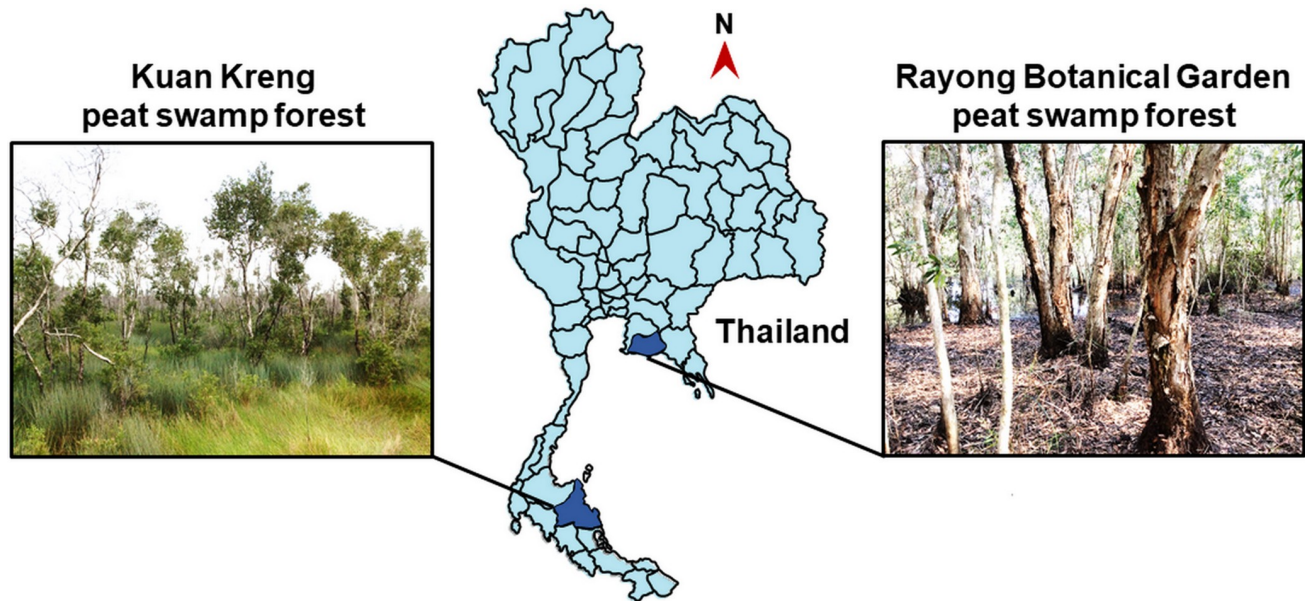 Kuan Kreng
peat swamp forest
N
Rayong Botanical Garden
peat swamp forest
Thailand